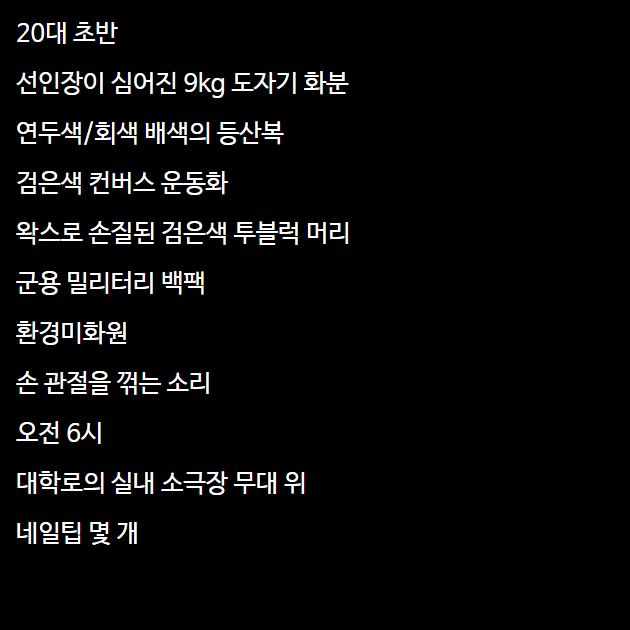 20대 초반
선인장이 심어진 9kg 도자기 화분
연두색/회색 배색의 등산복
검은색 컨버스 운동화
왁스로 손질된 검은색 투블럭 머리
군용 밀리터리 백팩
환경미화원
손 관절을 꺾는 소리
오전 6시
대학로의 실내 소극장 무대 위
네일팁 몇 개